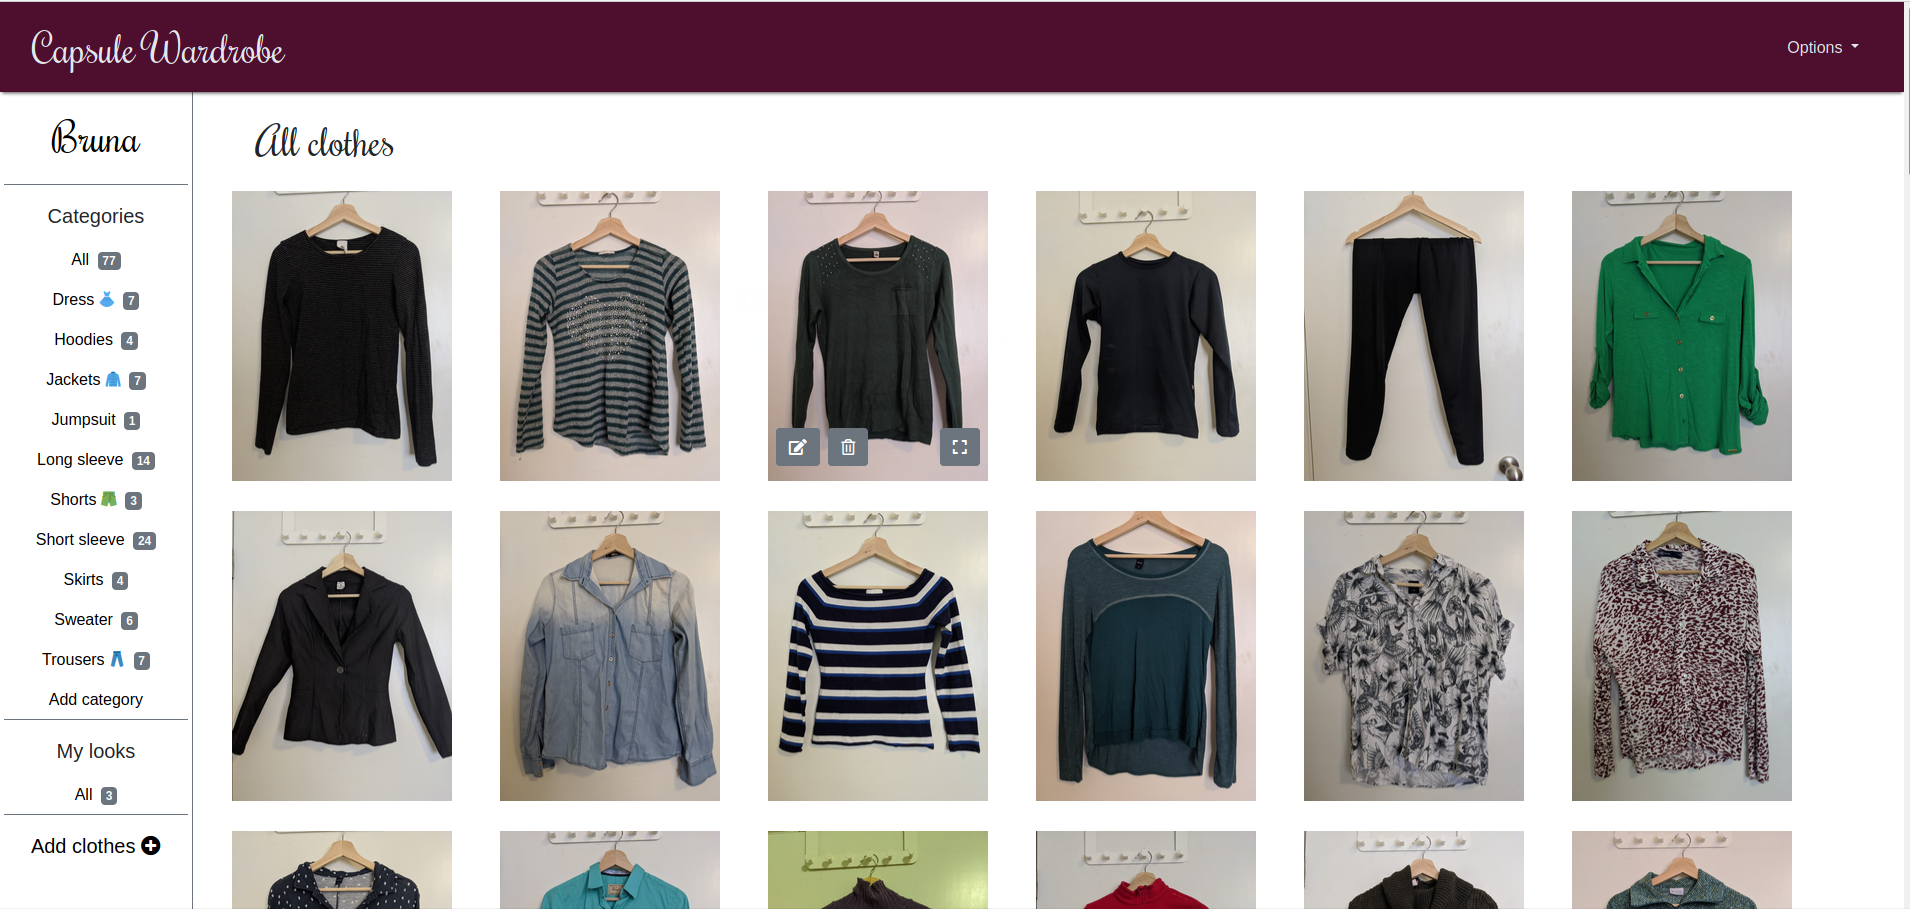 Capsule Wardrobe
Options
Bruna
All clothes
Categories
All 77
Dress 7
Hoodies 4
Jackets 7
Jumpsuit 1
Long sleeve 14
Shorts 3
Short sleeve 24
Skirts 4
Sweater 6
Trousers 7
Add category
My looks
All 3
Add clothes